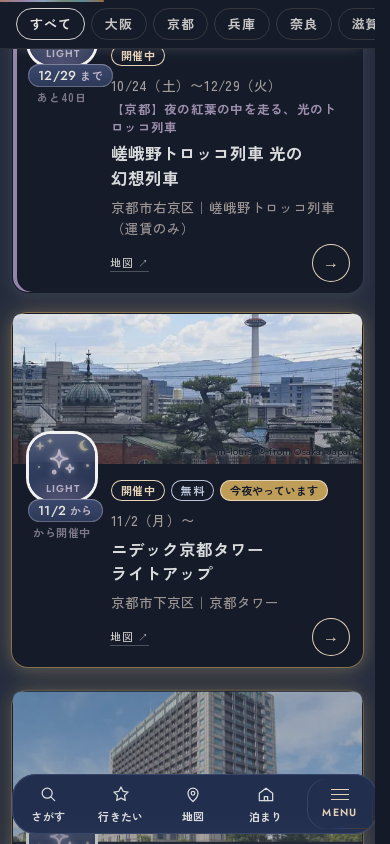 すべて
大阪
京都
兵庫
奈良
滋賀
LIGHT
12/29 まで
あと40日
開催中
10/24（土）〜12/29（火）
【京都】夜の紅葉の中を走る、光のト
ロッコ列車
嵯峨野トロッコ列車 光の
幻想列車
京都市右京区｜嵯峨野トロッコ列車
（運賃のみ）
地図 ↗
→
LIGHT
11/2 から
から開催中
開催中
無料
今夜やっています
11/2（月）〜
ニデック京都タワー
ライトアップ
京都市下京区｜京都タワー
地図 ↗
→
さがす
行きたい
地図
泊まり
MENU